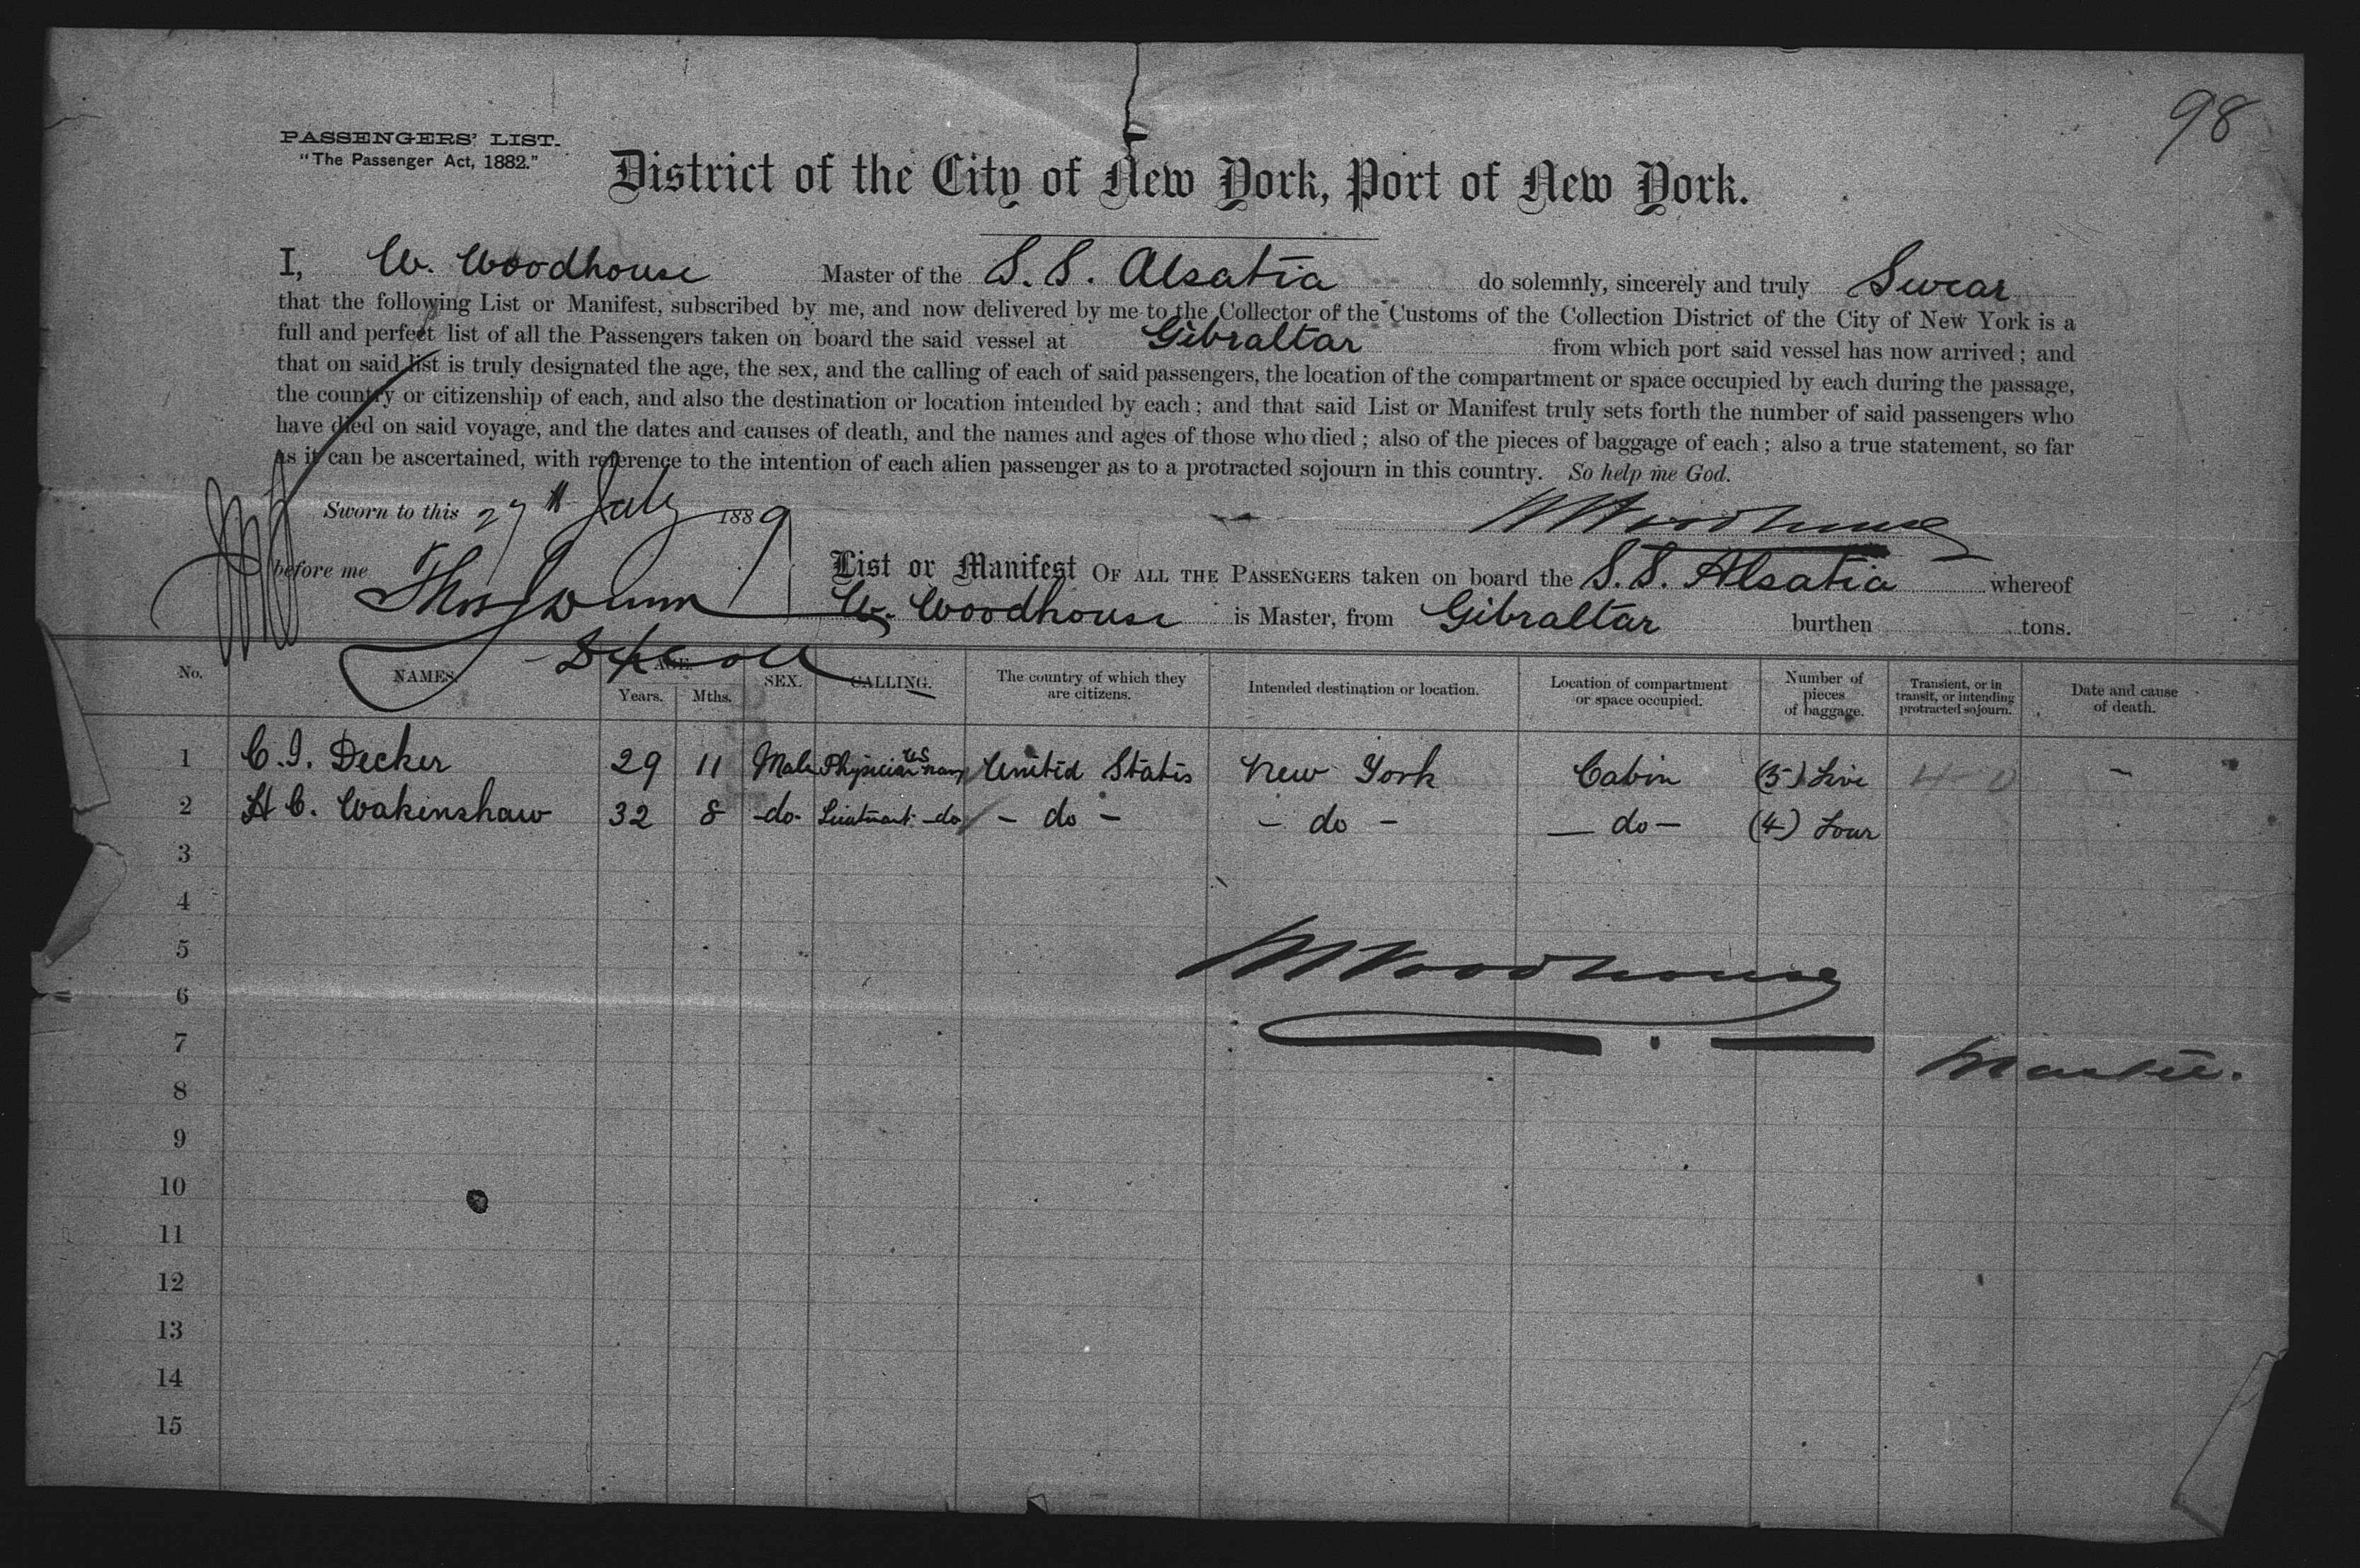 98
PASSENGERS' LIST.
"The Passenger Act, 1882."
District of the City of New York, Port of New York.
I, W. Woodhouse Master of the S. S. Alsatia do solemnly, sincerely and truly Swear
that the following List or Manifest, subscribed by me, and now delivered by me to the Collector of the Customs of the Collection District of the City of New York is a
full and perfect list of all the Passengers taken on board the said vessel at Gibraltar from which port said vessel has now arrived; and
that on said list is truly designated the age, the sex, and the calling of each of said passengers, the location of the compartment or space occupied by each during the passage,
the country or citizenship of each, and also the destination or location intended by each; and that said List or Manifest truly sets forth the number of said passengers who
have died on said voyage, and the dates and causes of death, and the names and ages of those who died; also of the pieces of baggage of each; also a true statement, so far
as it can be ascertained, with reference to the intention of each alien passenger as to a protracted sojourn in this country. So help me God.
Sworn to this 27th July 1889 W Woodhouse
before me Thos Dunn
List or Manifest OF ALL THE PASSENGERS taken on board the S. S. Alsatia whereof
W. Woodhouse is Master, from Gibraltar burthen tons.
No. NAMES. AGE. Years. Mths. SEX. CALLING. The country of which they are citizens. Intended destination or location. Location of compartment or space occupied. Number of pieces of baggage. Transient, or in transit, or intending protracted sojourn. Date and cause of death.
1 C. I. Decker 29 11 Male Physician US Navy United States New York Cabin (5) Five
2 H C. Wakenshaw 32 8 -do- Lieutnant -do- - do - - do - - do - (4) Four
3
4
5
W Woodhouse
6
7
Master.
8
9
10
11
12
13
14
15